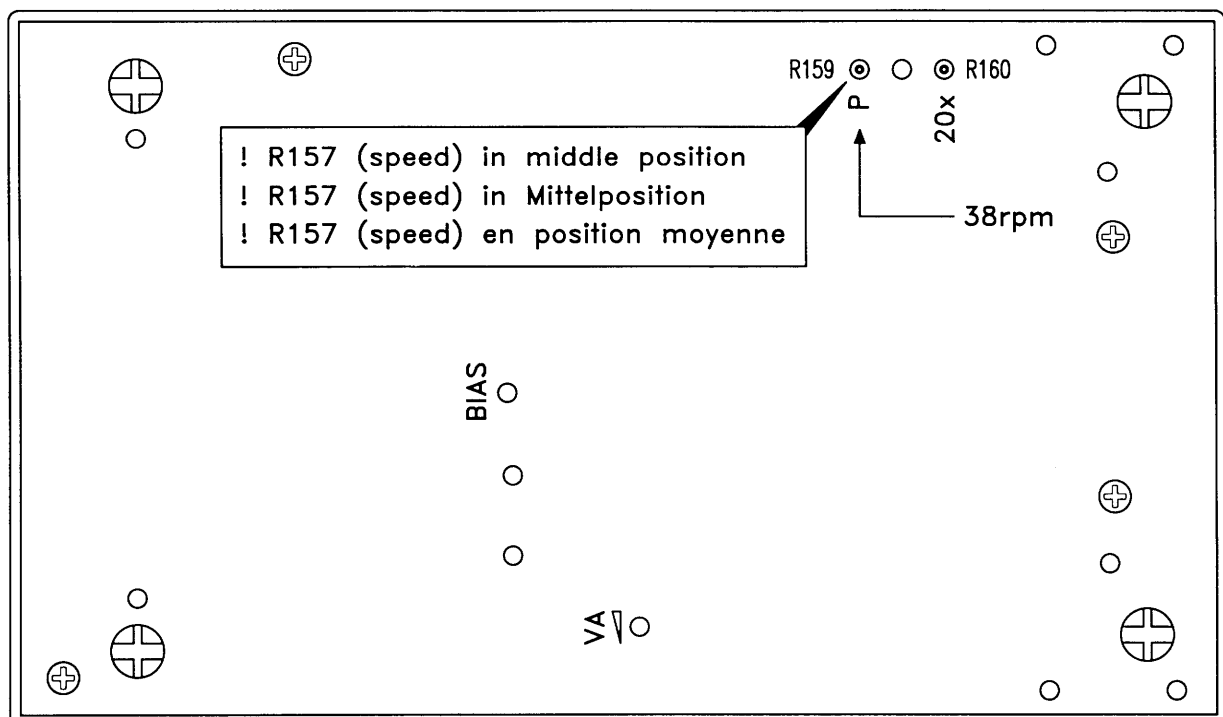 R159
R160
P
20x
! R157 (speed) in middle position
! R157 (speed) in Mittelposition
! R157 (speed) en position moyenne
38rpm
BIAS
VA